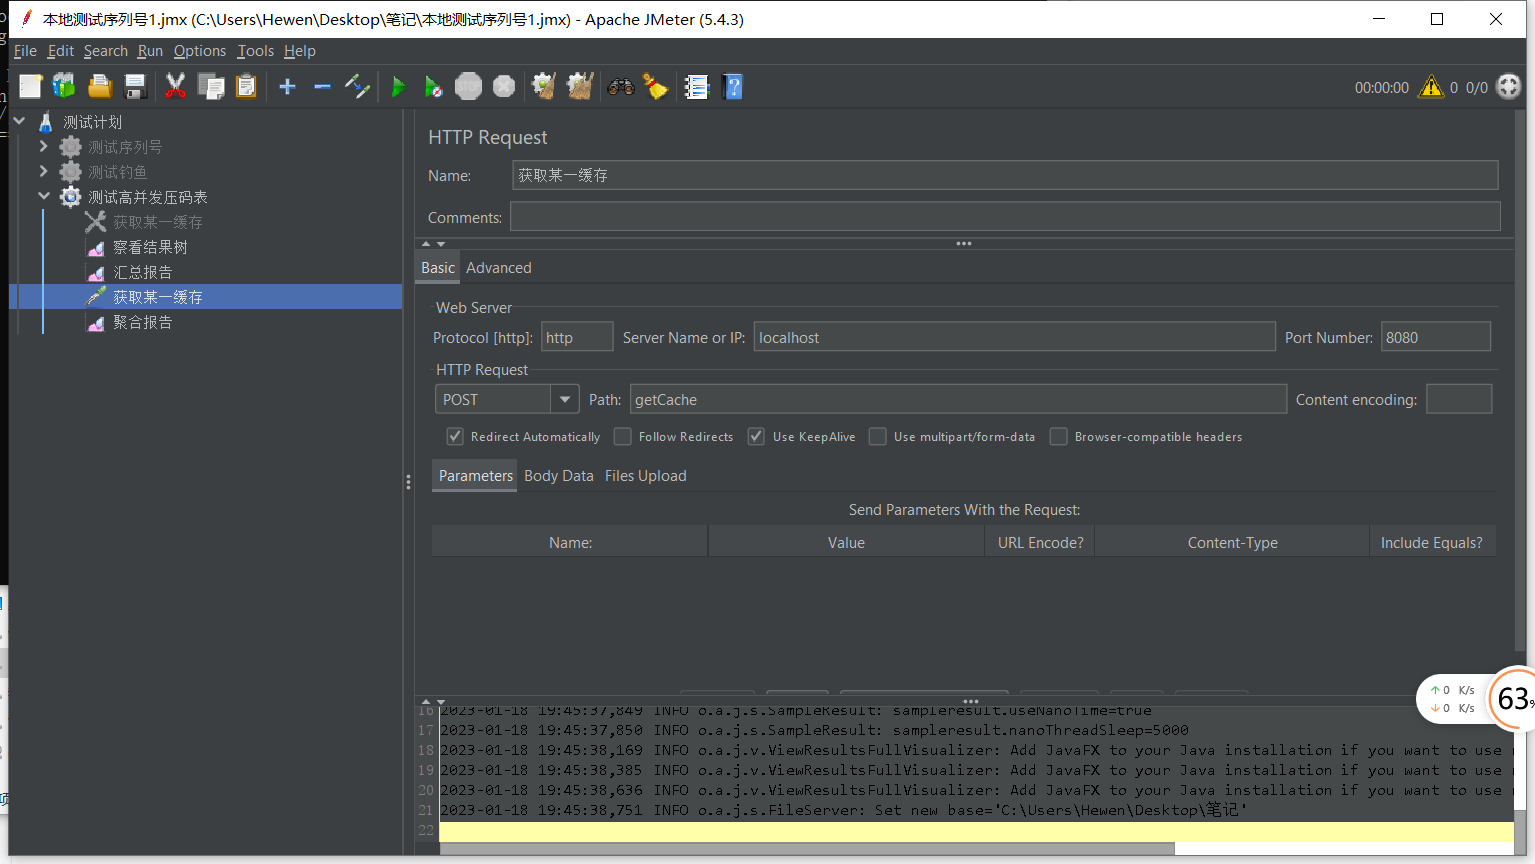 本地测试序列号1.jmx (C:\Users\Hewen\Desktop\笔记\本地测试序列号1.jmx) - Apache JMeter (5.4.3)
File Edit Search Run Options Tools Help
00:00:00 0 0/0
测试计划
测试序列号
测试钓鱼
测试高并发压码表
获取某一缓存
察看结果树
汇总报告
获取某一缓存
聚合报告
HTTP Request
Name: 获取某一缓存
Comments:
Basic Advanced
Web Server
Protocol [http]: http Server Name or IP: localhost Port Number: 8080
HTTP Request
POST Path: getCache Content encoding:
Redirect Automatically Follow Redirects Use KeepAlive Use multipart/form-data Browser-compatible headers
Parameters Body Data Files Upload
Send Parameters With the Request:
Name: Value URL Encode? Content-Type Include Equals?
16 2023-01-18 19:45:37,849 INFO o.a.j.s.SampleResult: sampleresult.useNanoTime=true
17 2023-01-18 19:45:37,850 INFO o.a.j.s.SampleResult: sampleresult.nanoThreadSleep=5000
18 2023-01-18 19:45:38,169 INFO o.a.j.v.ViewResultsFullVisualizer: Add JavaFX to your Java installation if you want to use
19 2023-01-18 19:45:38,385 INFO o.a.j.v.ViewResultsFullVisualizer: Add JavaFX to your Java installation if you want to use
20 2023-01-18 19:45:38,636 INFO o.a.j.v.ViewResultsFullVisualizer: Add JavaFX to your Java installation if you want to use
21 2023-01-18 19:45:38,751 INFO o.a.j.s.FileServer: Set new base='C:\Users\Hewen\Desktop\笔记'
22
↑0 K/s
↓0 K/s
63%